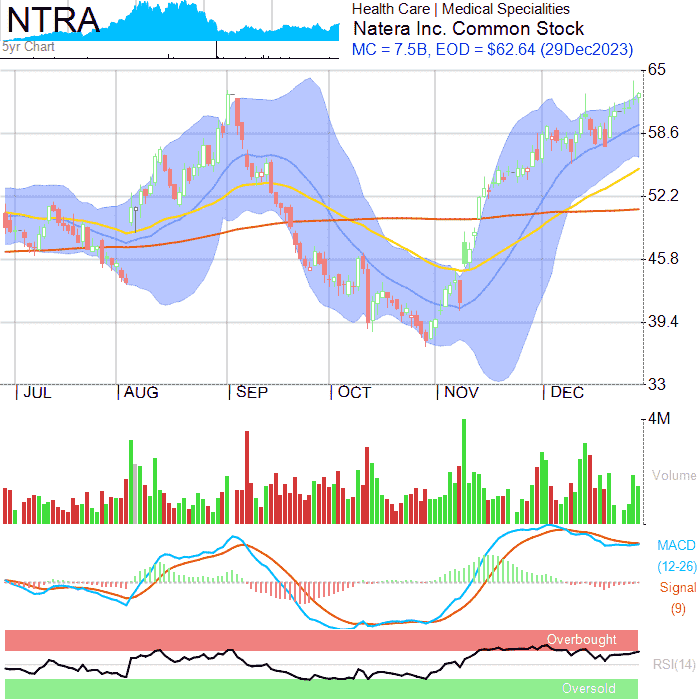 NTRA
5yr Chart
Health Care | Medical Specialities
Natera Inc. Common Stock
MC = 7.5B, EOD = $62.64 (29Dec2023)
65
58.6
52.2
45.8
39.4
33
JUL AUG SEP OCT NOV DEC
4M
Volume
MACD
(12-26)
Signal
(9)
Overbought
RSI(14)
Oversold